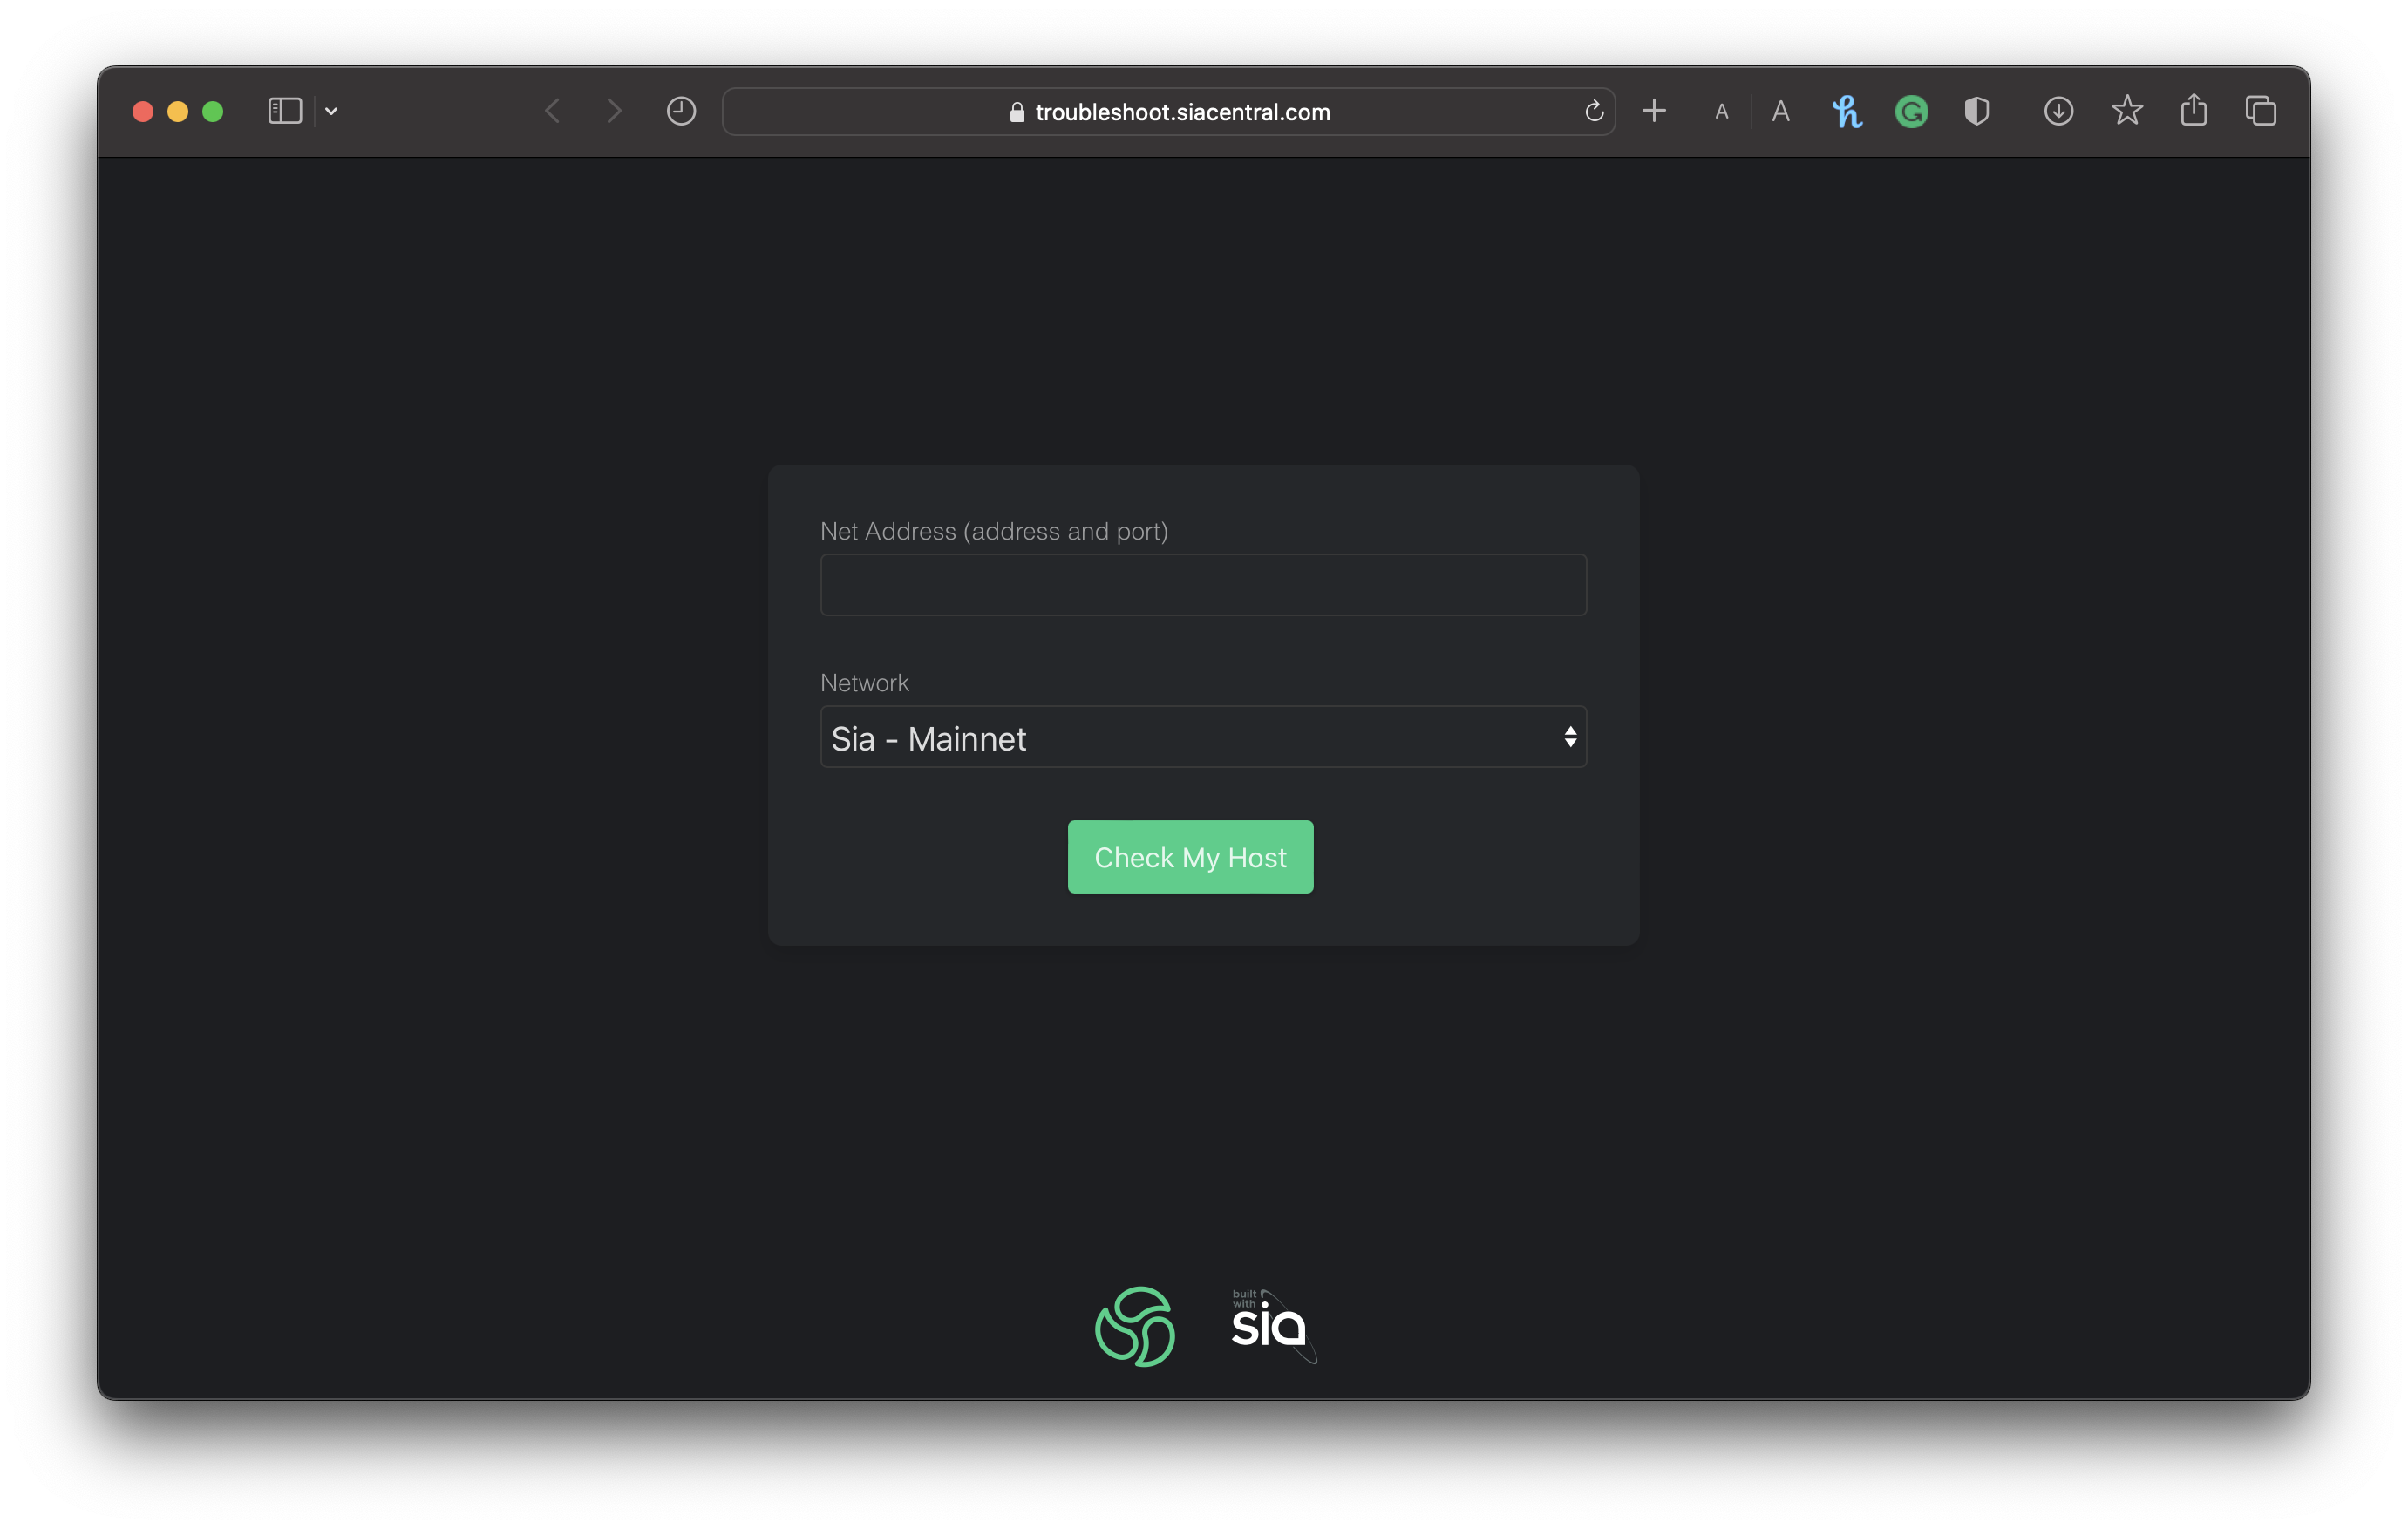 troubleshoot.siacentral.com
A A
Net Address (address and port)
Network
Sia - Mainnet
Check My Host
built
with
sia